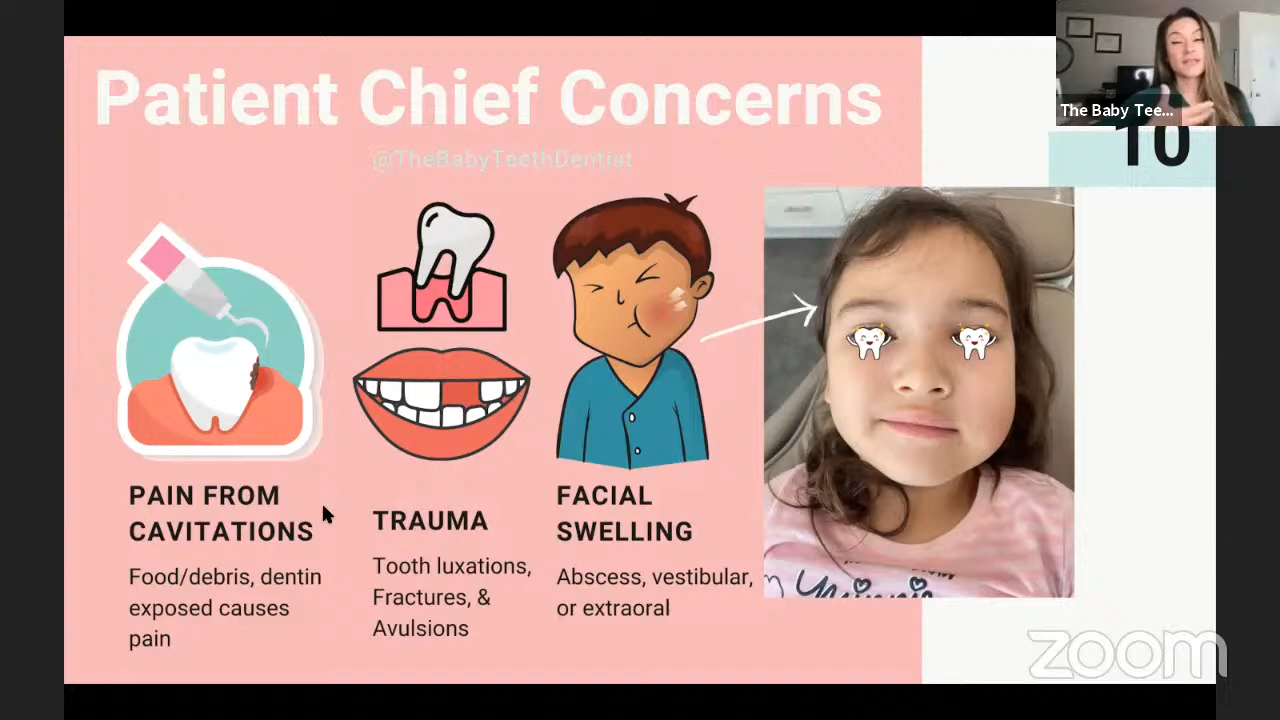 Patient Chief Concerns
@TheBabyTeethDentist
The Baby Tee...
10
PAIN FROM
CAVITATIONS
Food/debris, dentin
exposed causes
pain
TRAUMA
Tooth luxations,
Fractures, &
Avulsions
FACIAL
SWELLING
Abscess, vestibular,
or extraoral
Minnie
zoom